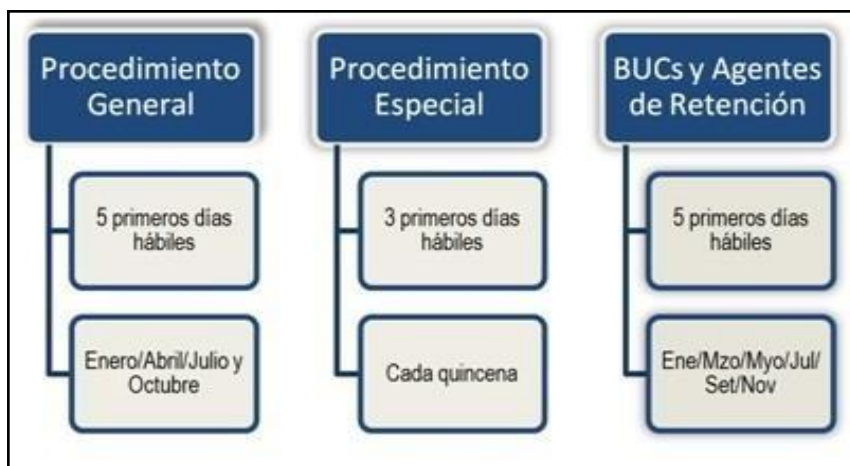 Procedimiento
General
5 primeros días
hábiles
Enero/Abril/Julio y
Octubre
Procedimiento
Especial
3 primeros días
hábiles
Cada quincena
BUCs y Agentes
de Retención
5 primeros días
hábiles
Ene/Mzo/Myo/Jul/
Set/Nov